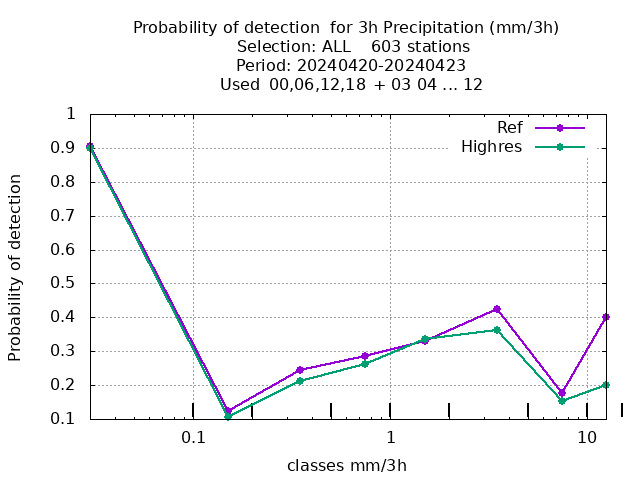 Probability of detection  for 3h Precipitation (mm/3h)
Selection: ALL    603 stations
Period: 20240420-20240423
Used  00,06,12,18  + 03 04 ... 12
Ref
Highres
1
0.9
0.8
0.7
0.6
0.5
0.4
0.3
0.2
0.1
Probability of detection
0.1 1 10
classes mm/3h